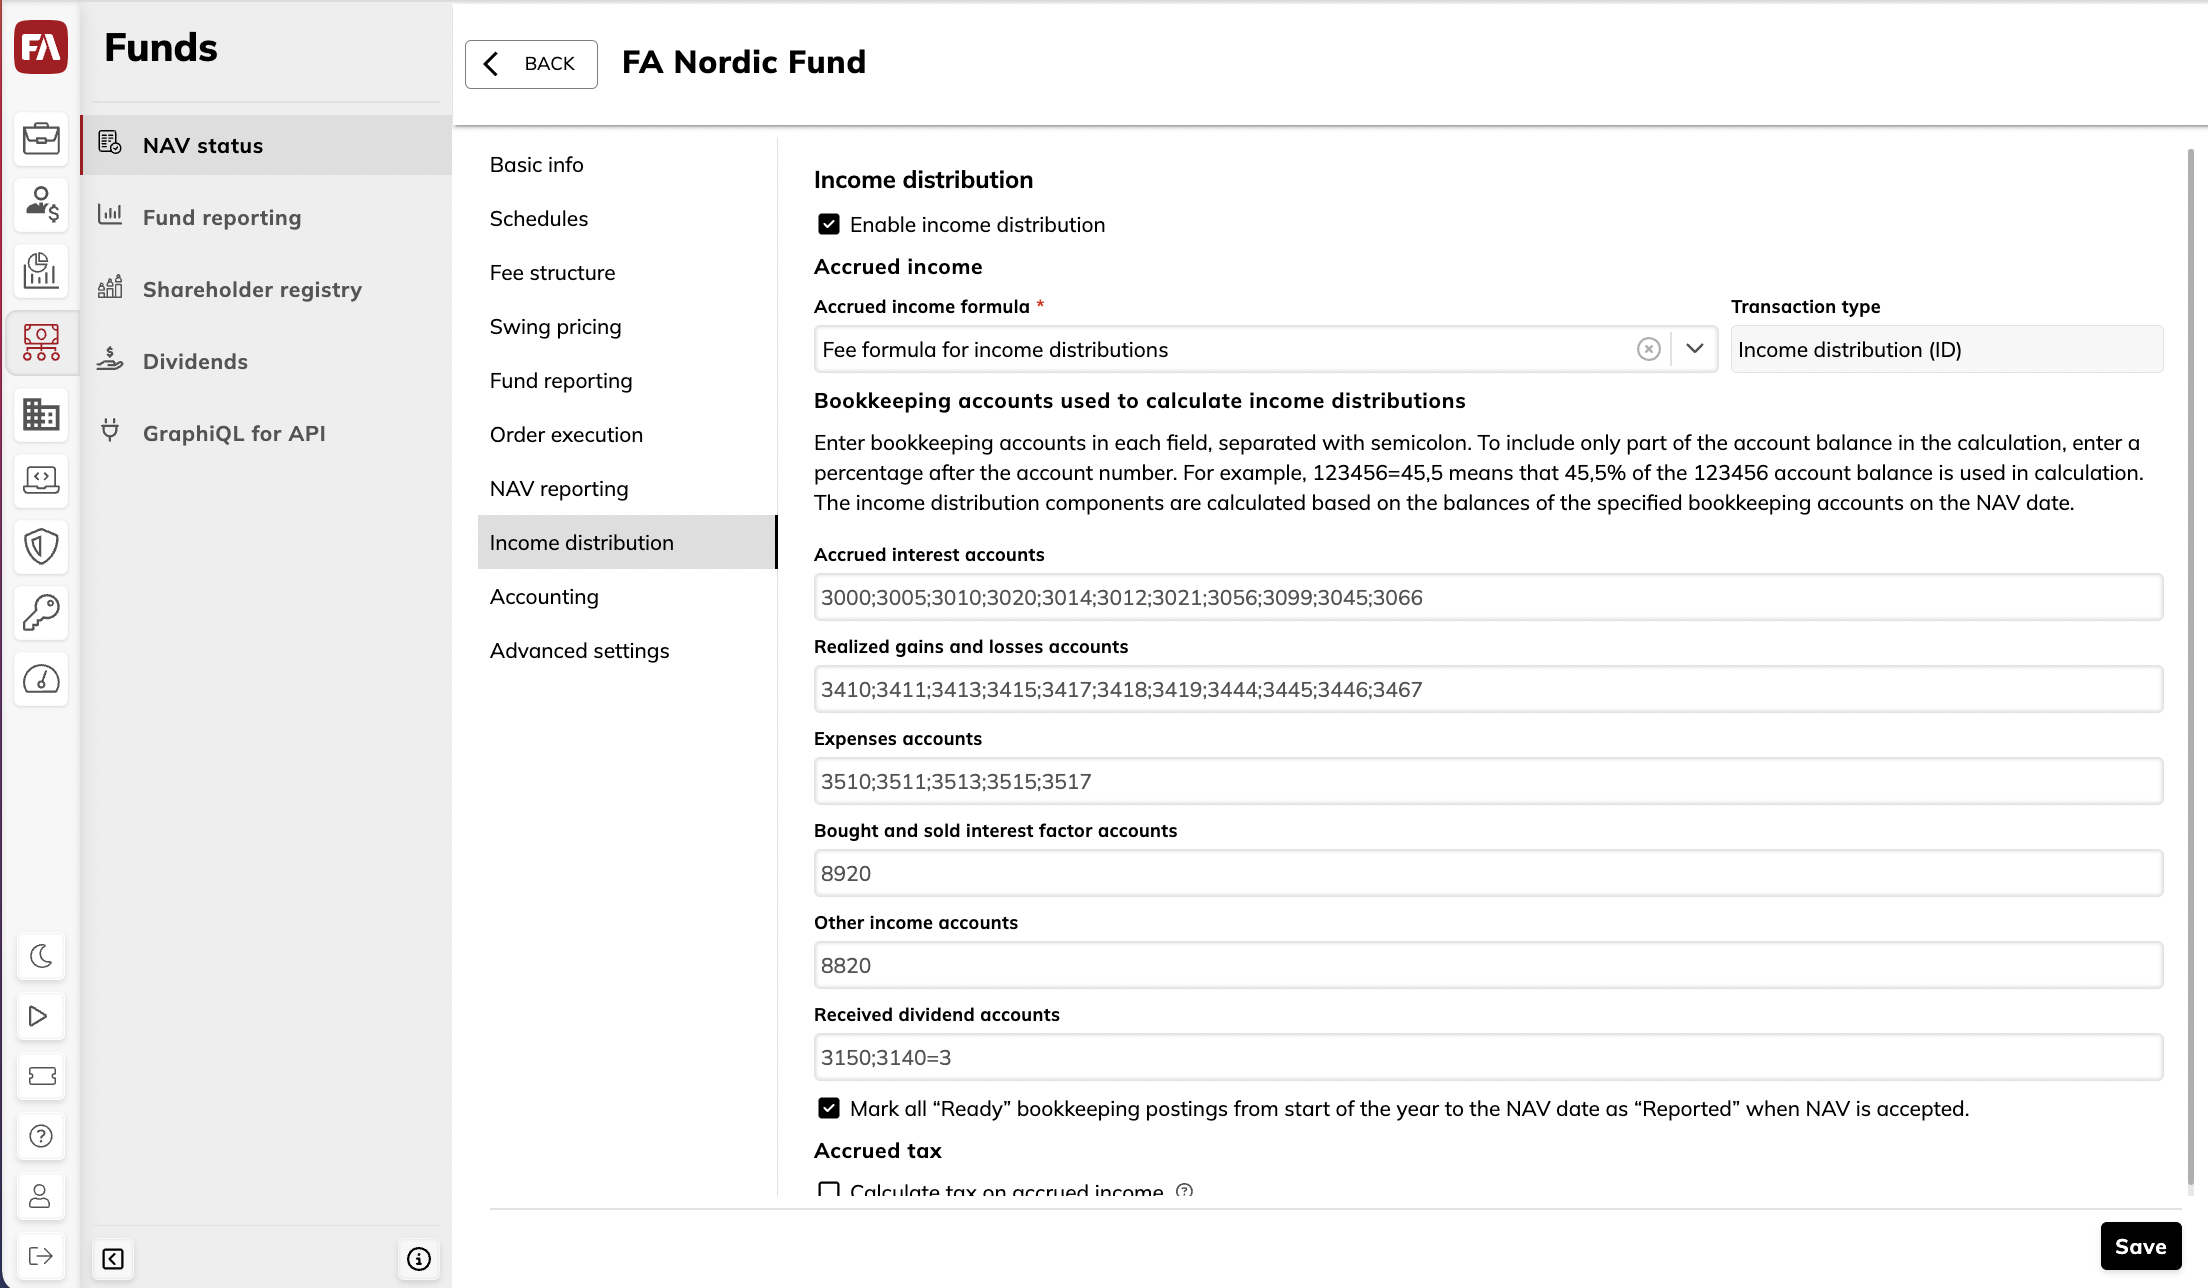 FA
Funds
BACK
FA Nordic Fund
NAV status
Fund reporting
Shareholder registry
Dividends
GraphiQL for API
Basic info
Schedules
Fee structure
Swing pricing
Fund reporting
Order execution
NAV reporting
Income distribution
Accounting
Advanced settings
Income distribution
Enable income distribution
Accrued income
Accrued income formula *
Transaction type
Fee formula for income distributions
Income distribution (ID)
Bookkeeping accounts used to calculate income distributions
Enter bookkeeping accounts in each field, separated with semicolon. To include only part of the account balance in the calculation, enter a
percentage after the account number. For example, 123456=45,5 means that 45,5% of the 123456 account balance is used in calculation.
The income distribution components are calculated based on the balances of the specified bookkeeping accounts on the NAV date.
Accrued interest accounts
3000;3005;3010;3020;3014;3012;3021;3056;3099;3045;3066
Realized gains and losses accounts
3410;3411;3413;3415;3417;3418;3419;3444;3445;3446;3467
Expenses accounts
3510;3511;3513;3515;3517
Bought and sold interest factor accounts
8920
Other income accounts
8820
Received dividend accounts
3150;3140=3
Mark all “Ready” bookkeeping postings from start of the year to the NAV date as “Reported” when NAV is accepted.
Accrued tax
Calculate tax on accrued income
Save